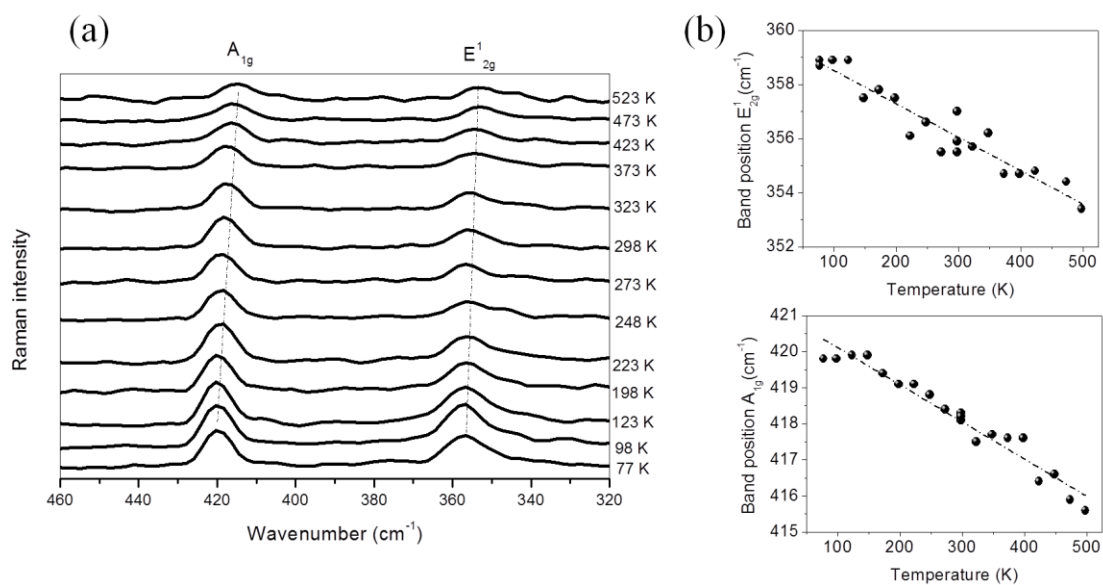 (a)
A1g
E12g
523 K
473 K
423 K
373 K
323 K
298 K
273 K
248 K
223 K
198 K
123 K
98 K
77 K
Raman intensity
460 440 420 400 380 360 340 320
Wavenumber (cm-1)
(b)
360
358
356
354
352
Band position E12g(cm-1)
100 200 300 400 500
Temperature (K)
421
420
419
418
417
416
415
Band position A1g(cm-1)
100 200 300 400 500
Temperature (K)